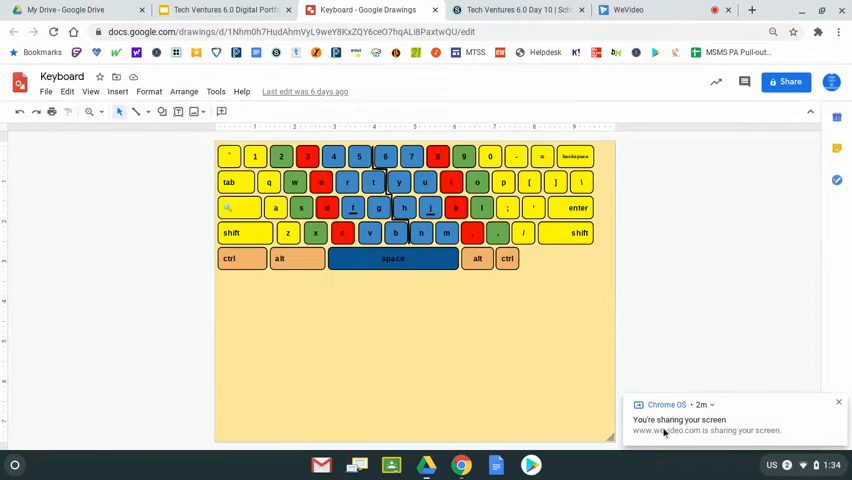 My Drive - Google Drive
Tech Ventures 6.0 Digital Portfo
Keyboard - Google Drawings
Tech Ventures 6.0 Day 10 | Scho
WeVideo
docs.google.com/drawings/d/1Nhm0h7HudAhmVyL9weY8KxZQY6ceO7hqALi8PaxtwQU/edit
Bookmarks
MTSS
Helpdesk
MSMS PA Pull-out...
Keyboard
File Edit View Insert Format Arrange Tools Help Last edit was 6 days ago
Share
` 1 2 3 4 5 6 7 8 9 0 - = backspace
tab q w e r t y u i o p [ ] \
a s d f g h j k l ; ' enter
shift z x c v b n m , . / shift
ctrl alt space alt ctrl
Chrome OS • 2m
You're sharing your screen
www.wevideo.com is sharing your screen.
US 2 1:34